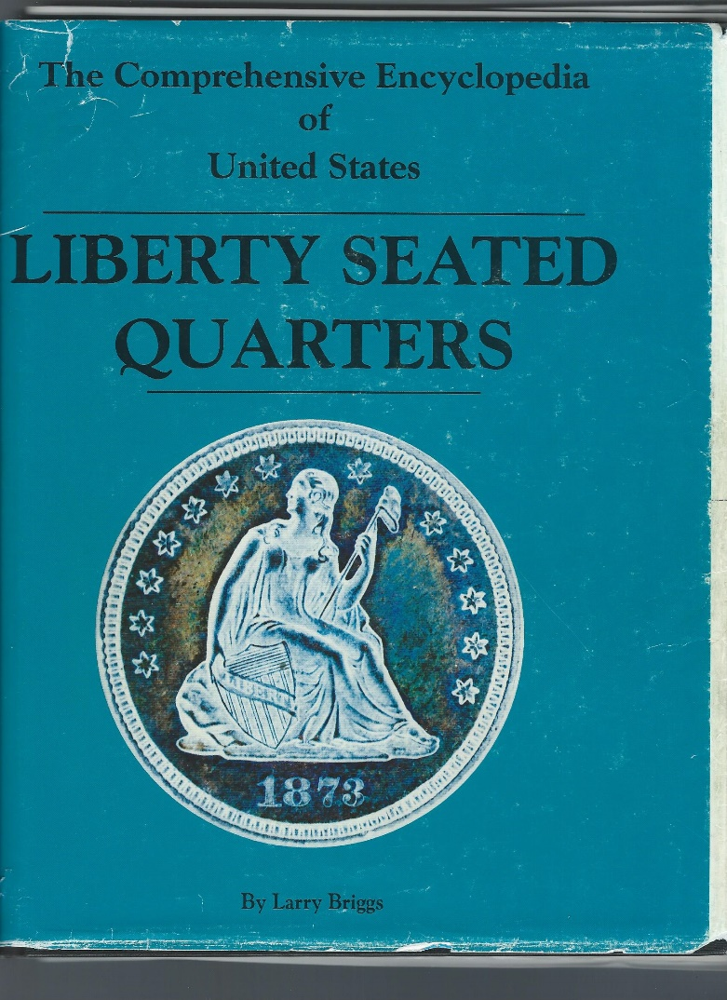 The Comprehensive Encyclopedia
of
United States
LIBERTY SEATED
QUARTERS
LIBERTY
1873
By Larry Briggs